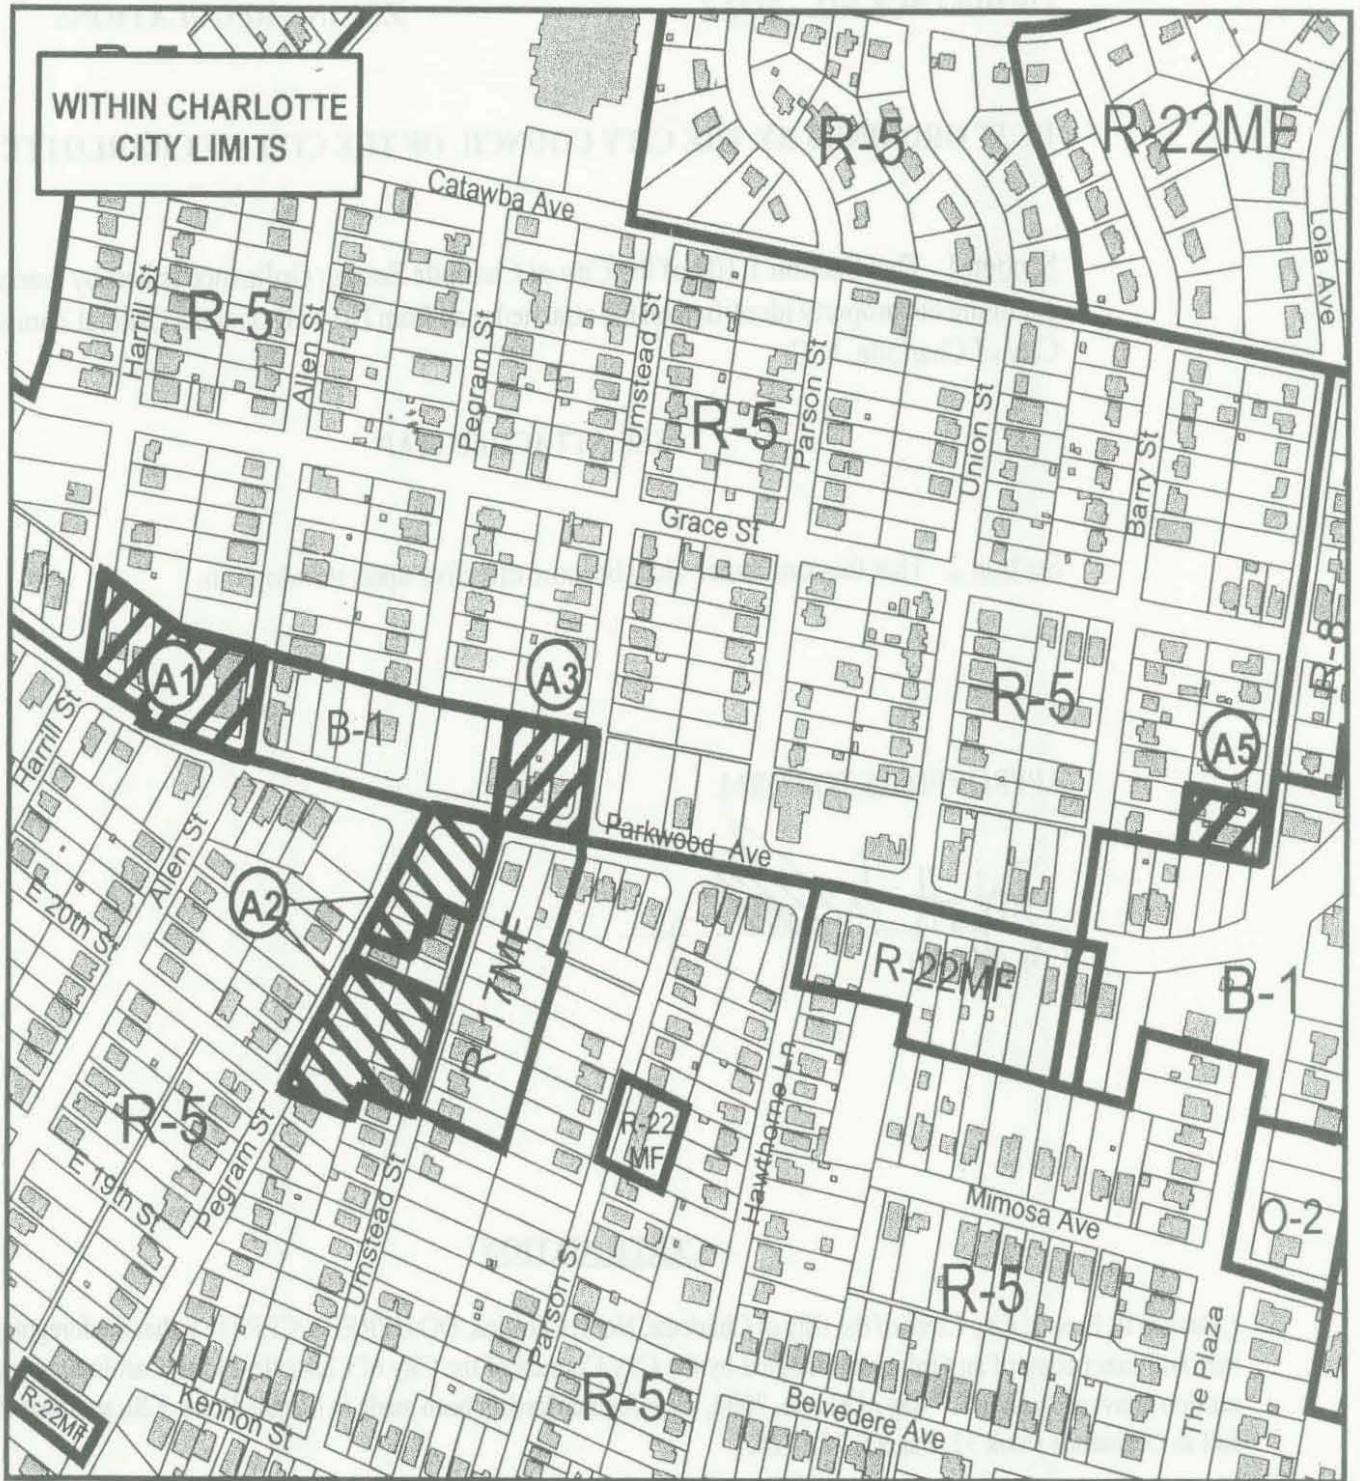 WITHIN CHARLOTTE
CITY LIMITS
R-5
R-22MF
Catawba Ave
Lola Ave
Harrill St
R-5
Allen St
Pegram St
Umstead St
R-5
Parson St
Union St
Barry St
Grace St
R-8
A1
A3
B-1
R-5
A5
Harrill St
Parkwood Ave
Allen St
E 20th St
A2
R-17MF
R-22MF
B-1
R-5
Pegram St
E 19th St
Umstead St
R-22
MF
Hawthorne Ln
Mimosa Ave
O-2
Parson St
R-5
The Plaza
R-22MF
Kennon St
R-5
Belvedere Ave